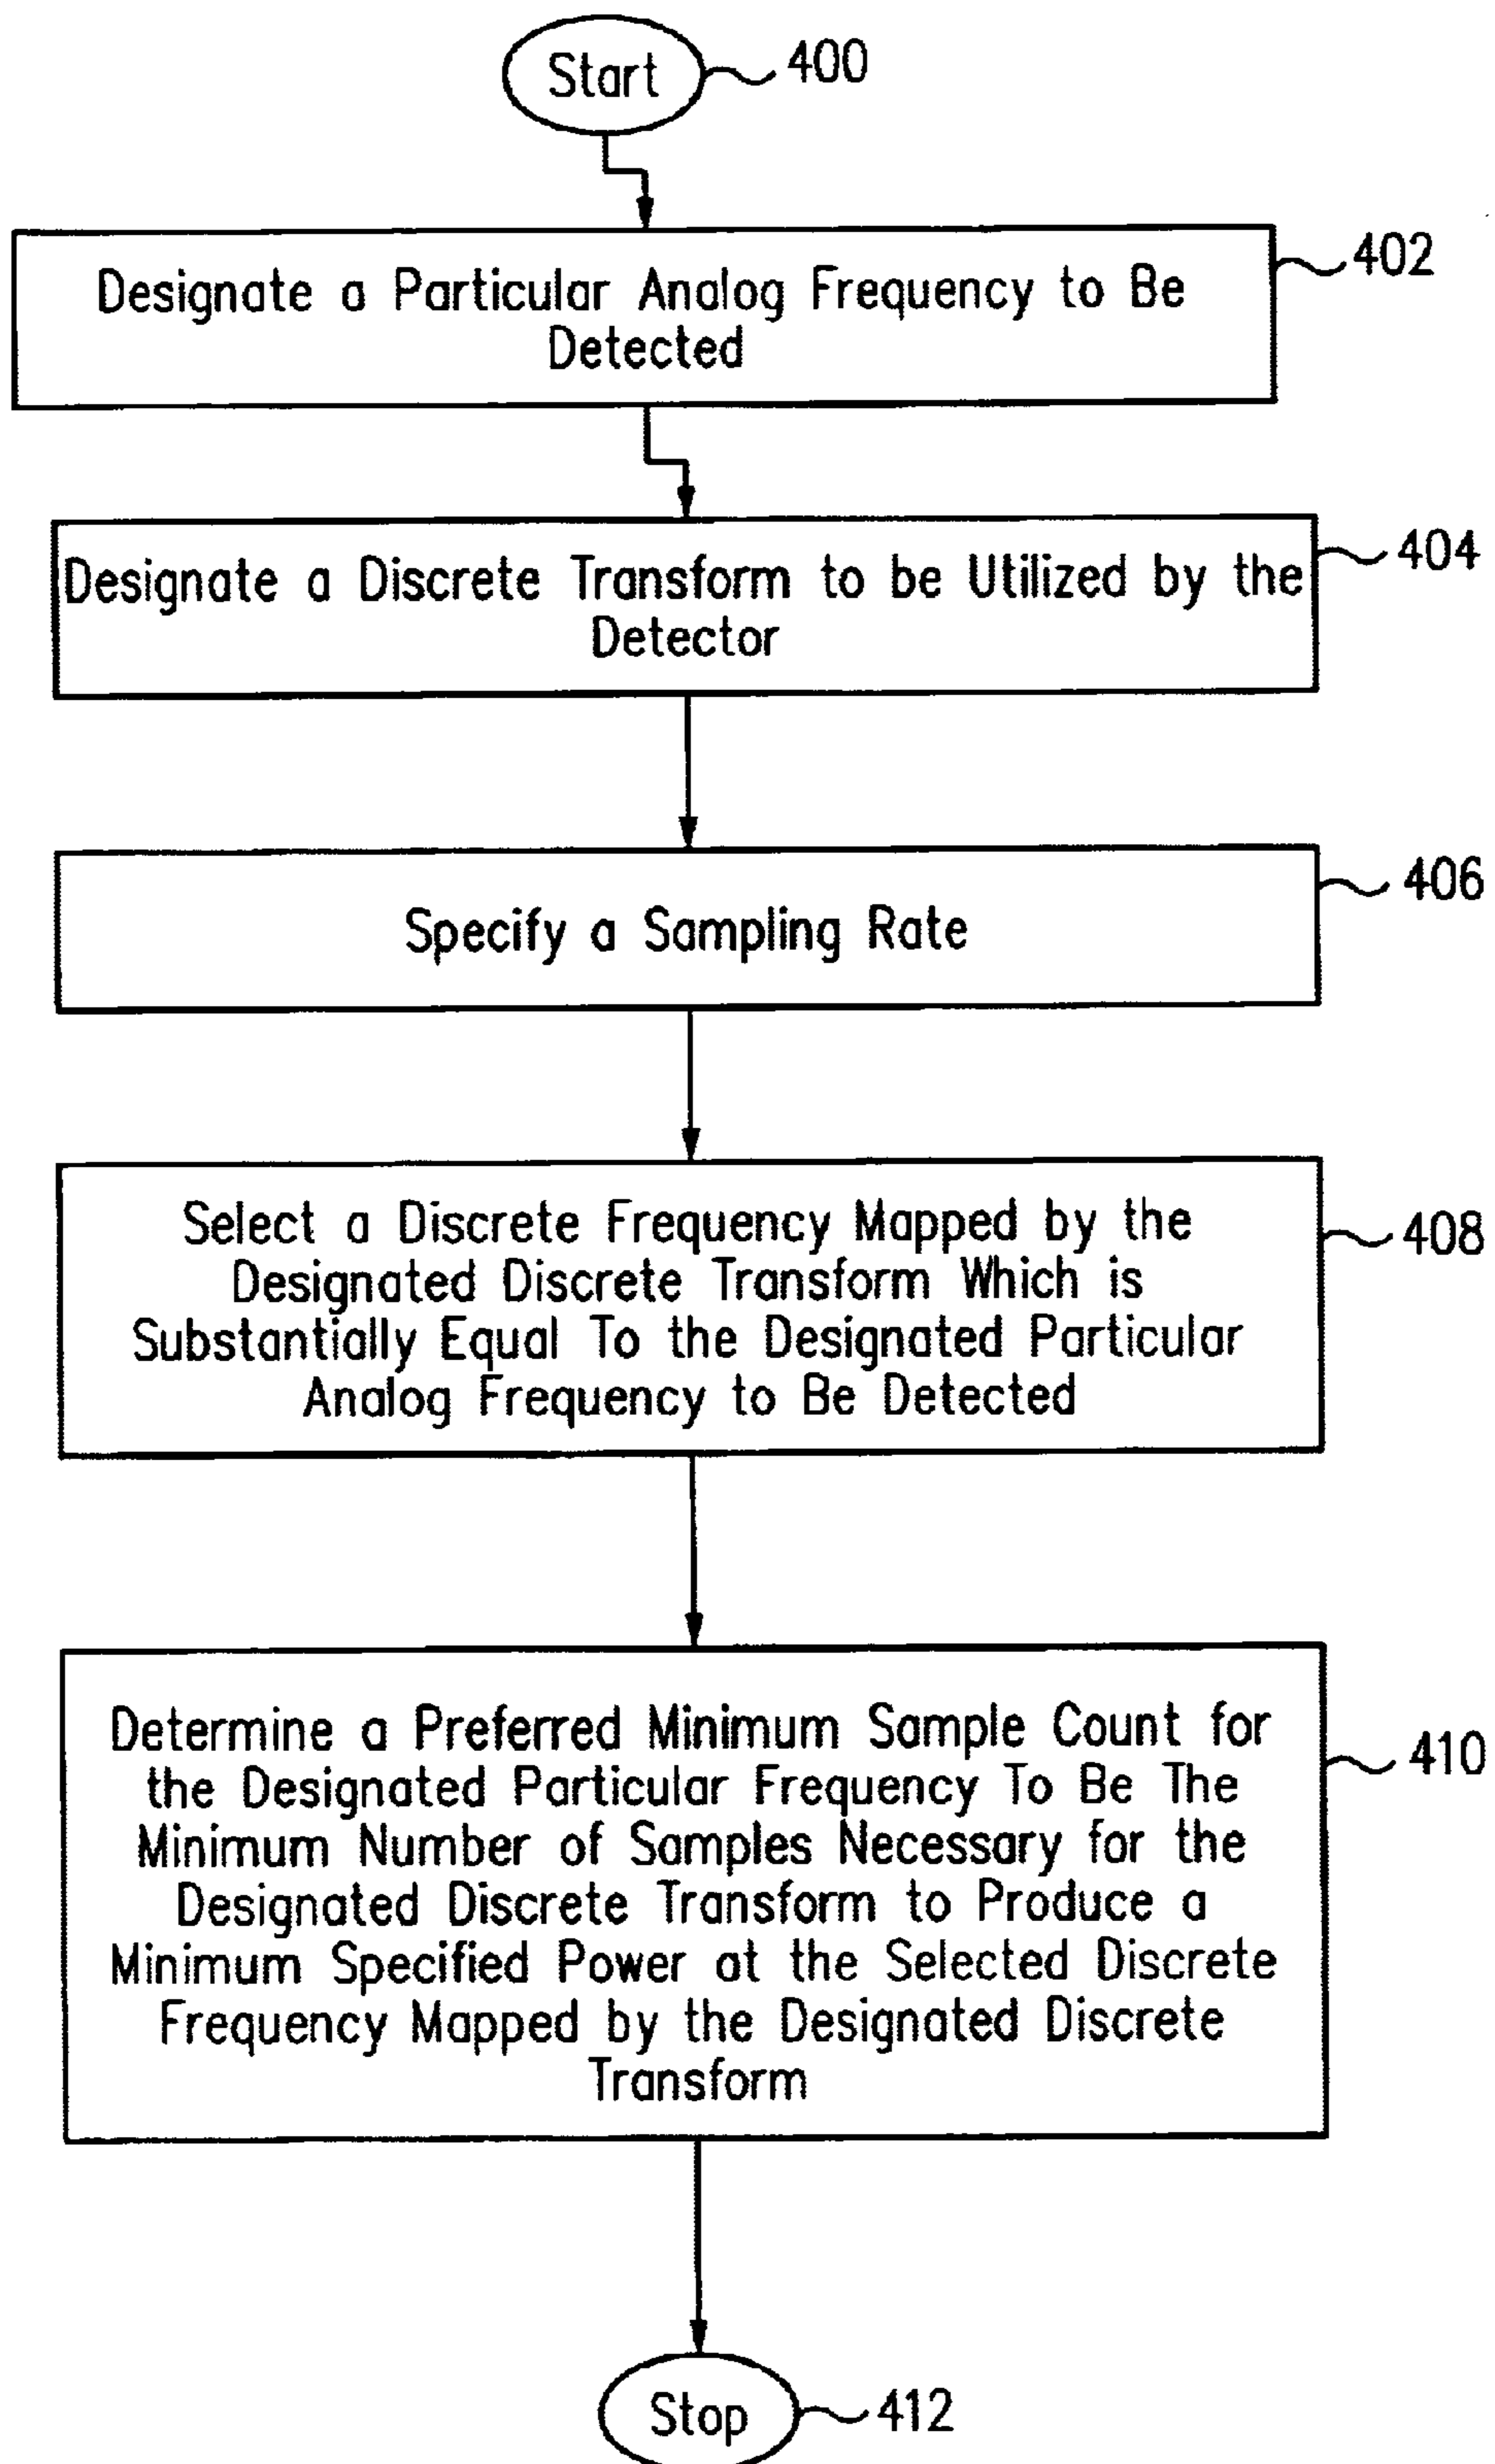 Start
400
Designate a Particular Analog Frequency to Be
Detected
402
Designate a Discrete Transform to be Utilized by the
Detector
404
Specify a Sampling Rate
406
Select a Discrete Frequency Mapped by the
Designated Discrete Transform Which is
Substantially Equal To the Designated Particular
Analog Frequency to Be Detected
408
Determine a Preferred Minimum Sample Count for
the Designated Particular Frequency To Be The
Minimum Number of Samples Necessary for the
Designated Discrete Transform to Produce a
Minimum Specified Power at the Selected Discrete
Frequency Mapped by the Designated Discrete
Transform
410
Stop
412